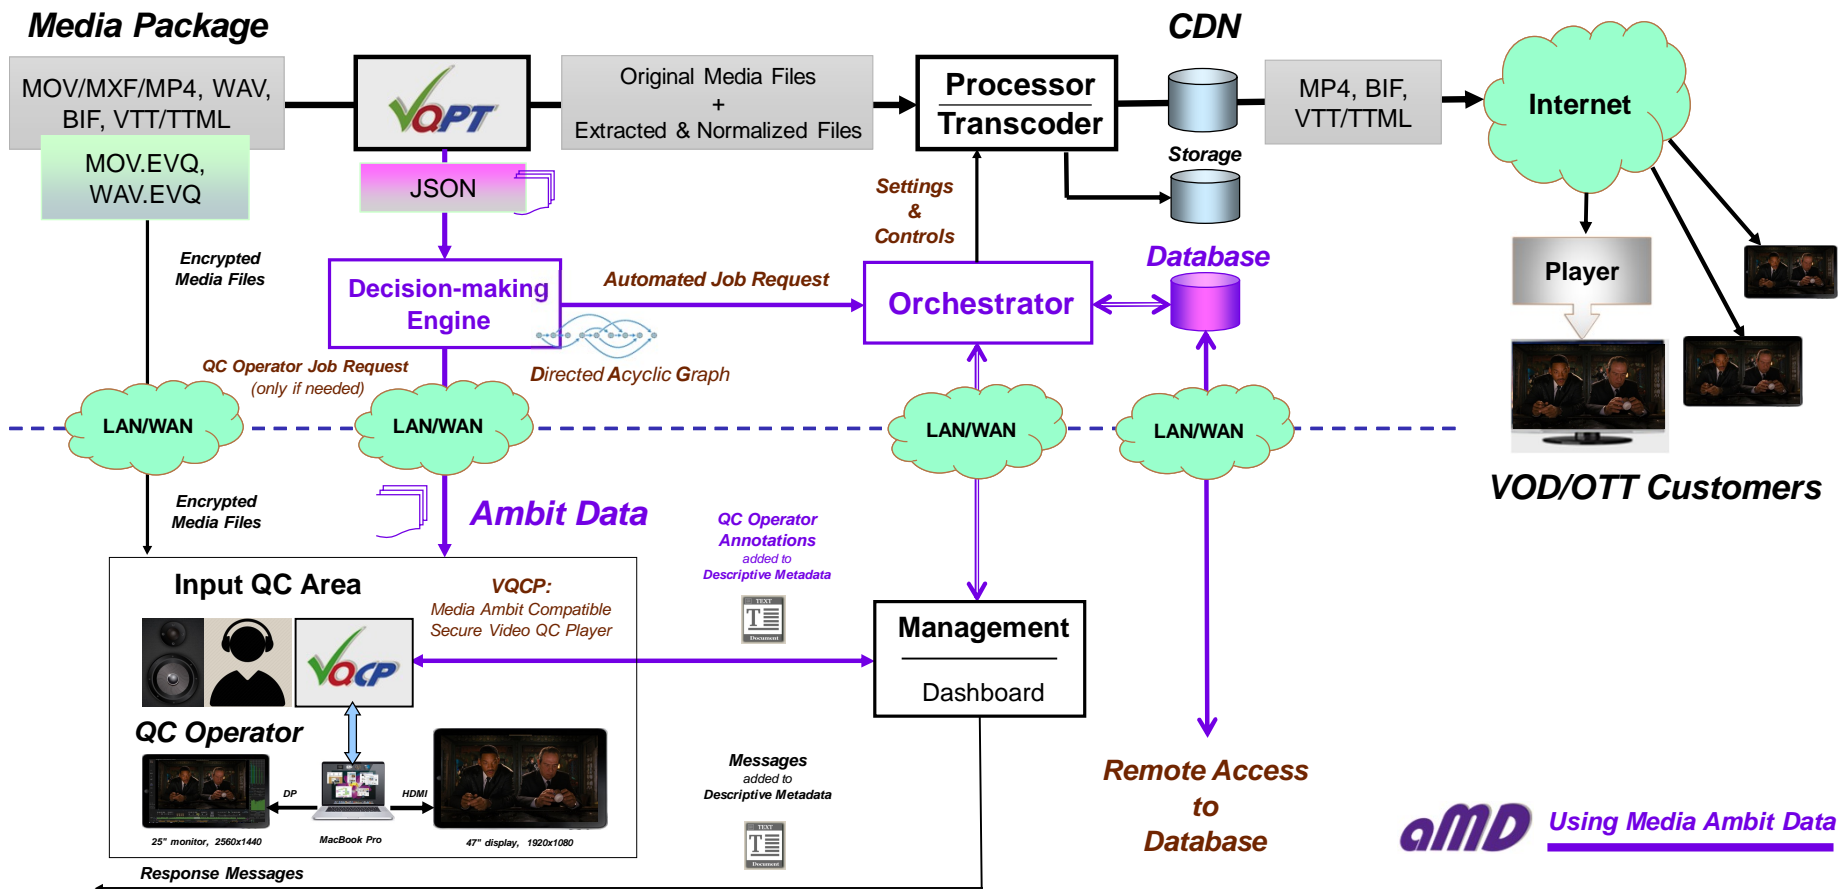 Media Package
CDN
MOV/MXF/MP4, WAV,
BIF, VTT/TTML
MOV.EVQ,
WAV.EVQ
VQPT
JSON
Original Media Files
+
Extracted & Normalized Files
Processor
Transcoder
Storage
MP4, BIF,
VTT/TTML
Internet
Settings
&
Controls
Encrypted
Media Files
Decision-making
Engine
Automated Job Request
Orchestrator
Database
Player
QC Operator Job Request
(only if needed)
Directed Acyclic Graph
LAN/WAN
LAN/WAN
LAN/WAN
LAN/WAN
VOD/OTT Customers
Encrypted
Media Files
Ambit Data
QC Operator
Annotations
added to
Descriptive Metadata
TEXT
T
Document
Input QC Area
VQCP:
Media Ambit Compatible
Secure Video QC Player
VQCP
Management
Dashboard
QC Operator
DP
HDMI
25" monitor, 2560x1440
MacBook Pro
47" display, 1920x1080
Messages
added to
Descriptive Metadata
TEXT
T
Document
Remote Access
to
Database
aMD
Using Media Ambit Data
Response Messages